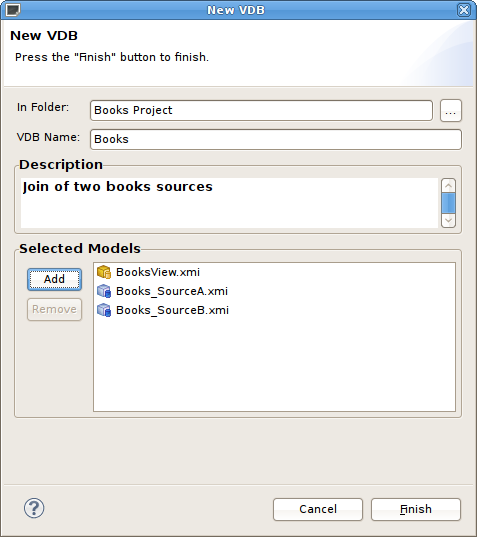 New VDB
New VDB
Press the "Finish" button to finish.
In Folder: Books Project ...
VDB Name: Books
Description
Join of two books sources
Selected Models
Add
BooksView.xmi
Books_SourceA.xmi
Remove
Books_SourceB.xmi
?
Cancel Finish